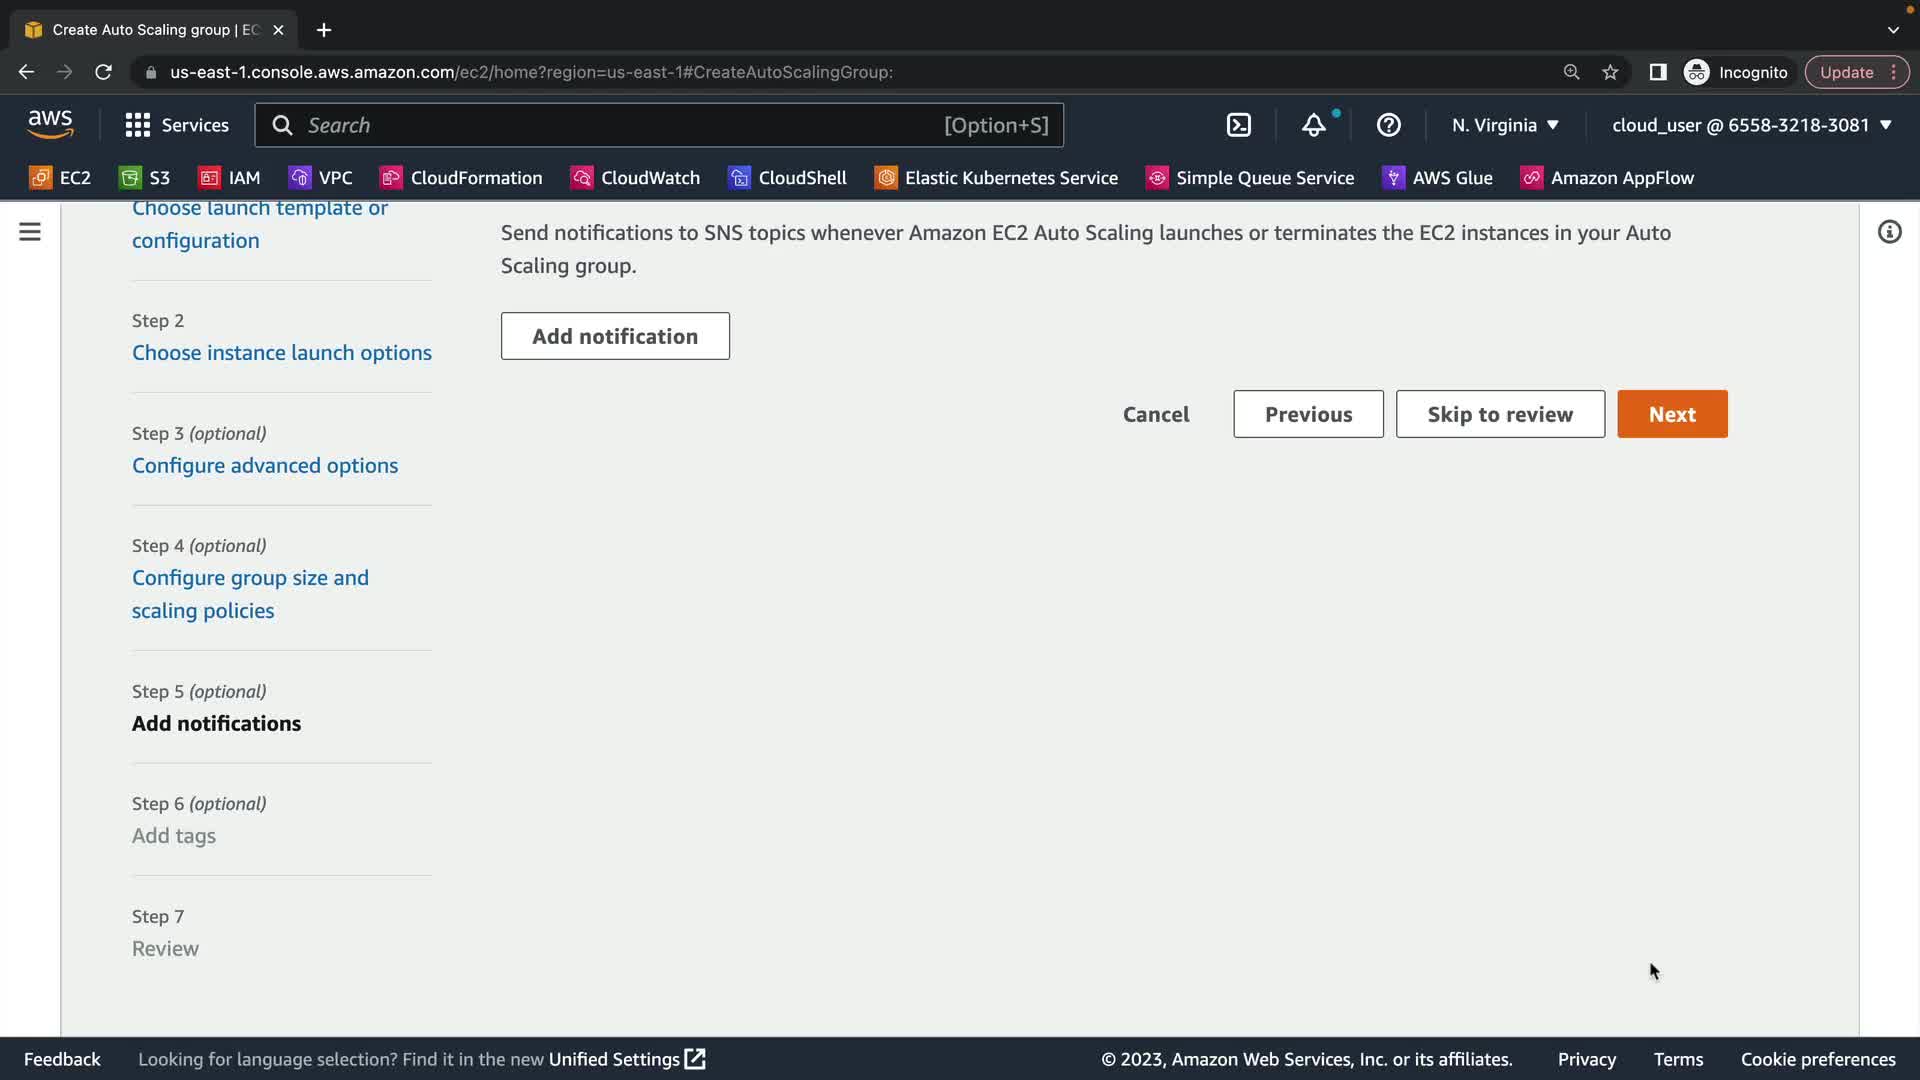 Create Auto Scaling group | EC
us-east-1.console.aws.amazon.com/ec2/home?region=us-east-1#CreateAutoScalingGroup:
Incognito
Update
aws
Services
Search
[Option+S]
N. Virginia
cloud_user @ 6558-3218-3081
EC2
S3
IAM
VPC
CloudFormation
CloudWatch
CloudShell
Elastic Kubernetes Service
Simple Queue Service
AWS Glue
Amazon AppFlow
Choose launch template or
configuration
Step 2
Choose instance launch options
Step 3 (optional)
Configure advanced options
Step 4 (optional)
Configure group size and
scaling policies
Step 5 (optional)
Add notifications
Step 6 (optional)
Add tags
Step 7
Review
Send notifications to SNS topics whenever Amazon EC2 Auto Scaling launches or terminates the EC2 instances in your Auto
Scaling group.
Add notification
Cancel
Previous
Skip to review
Next
Feedback
Looking for language selection? Find it in the new Unified Settings
© 2023, Amazon Web Services, Inc. or its affiliates.
Privacy
Terms
Cookie preferences